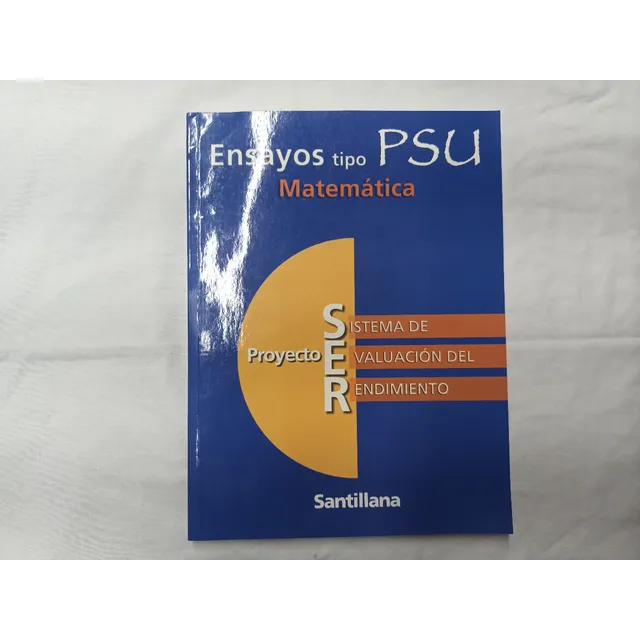 Ensayos tipo PSU
Matemática
SISTEMA DE
Proyecto EVALUACIÓN DEL
RENDIMIENTO
Santillana